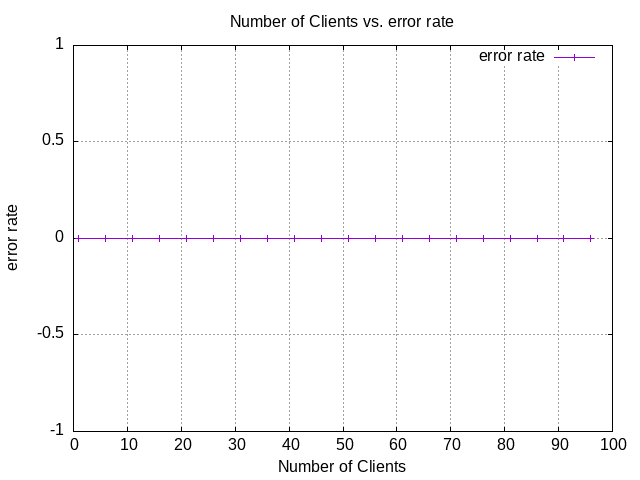 Number of Clients vs. error rate
error rate
1
0.5
0
-0.5
-1
error rate
0 10 20 30 40 50 60 70 80 90 100
Number of Clients